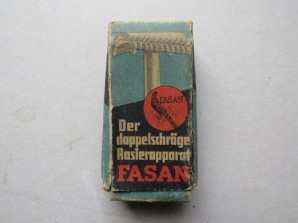 FASAN
Der
doppelschräge
Rasierapparat
FASAN